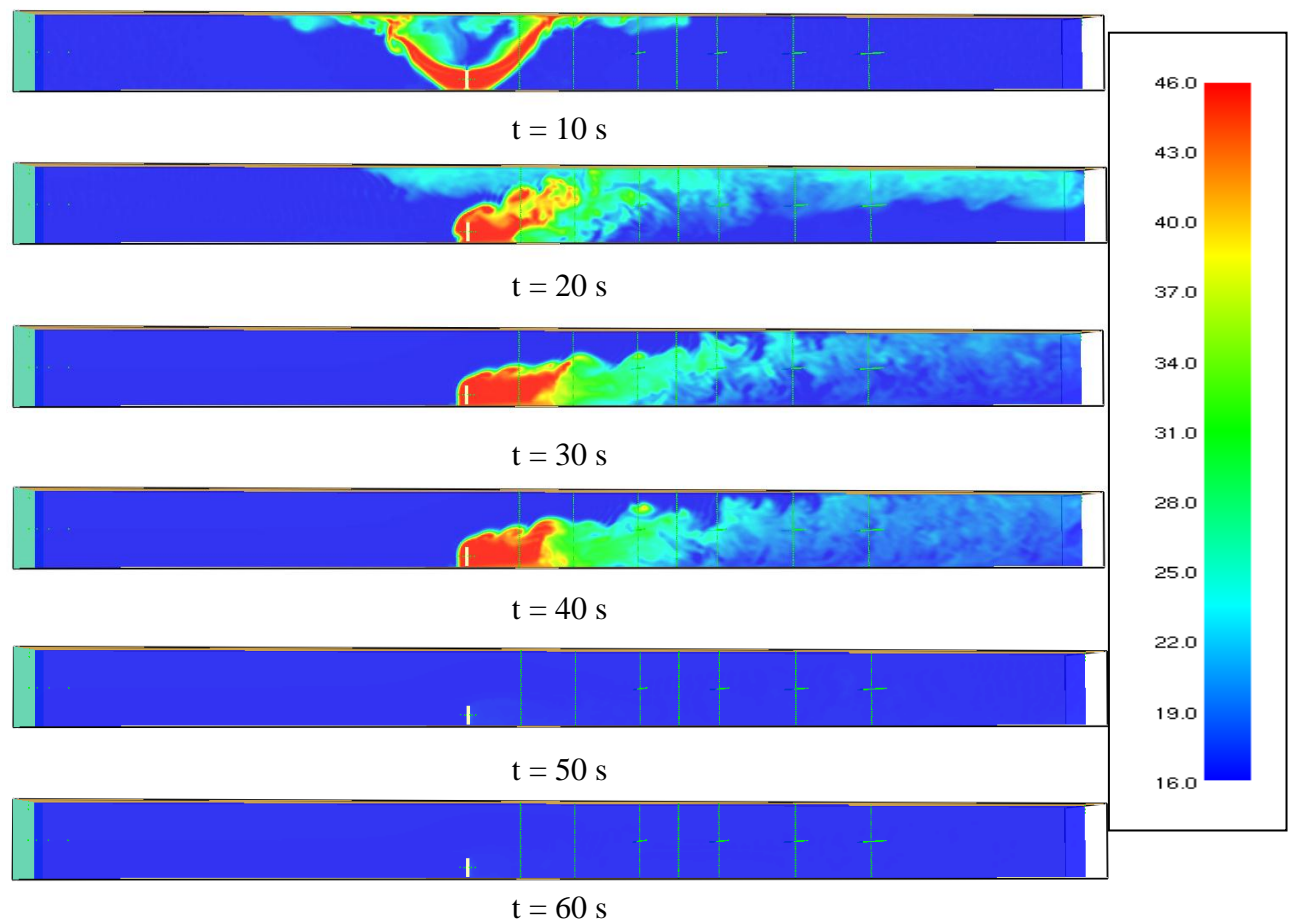 t = 10 s
t = 20 s
t = 30 s
t = 40 s
t = 50 s
t = 60 s
46.0
43.0
40.0
37.0
34.0
31.0
28.0
25.0
22.0
19.0
16.0